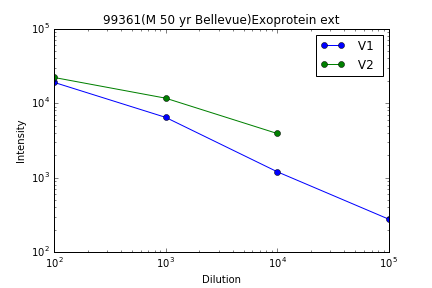 99361(M 50 yr Bellevue)Exoprotein ext
10^5
10^4
10^3
10^2
Intensity
V1
V2
10^2 10^3 10^4 10^5
Dilution